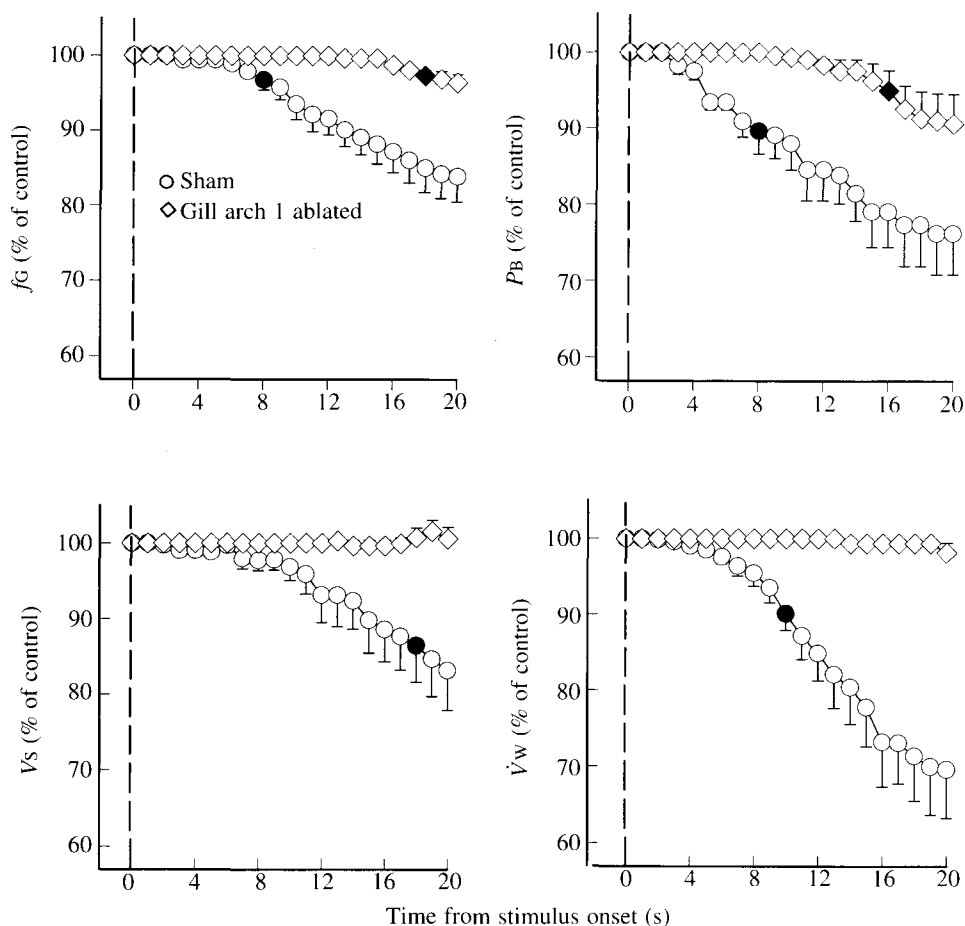 100
90
80
70
60
fG (% of control)
Sham
Gill arch 1 ablated
0 4 8 12 16 20
100
90
80
70
60
PB (% of control)
0 4 8 12 16 20
100
90
80
70
60
VS (% of control)
0 4 8 12 16 20
100
90
80
70
60
V̇W (% of control)
0 4 8 12 16 20
Time from stimulus onset (s)